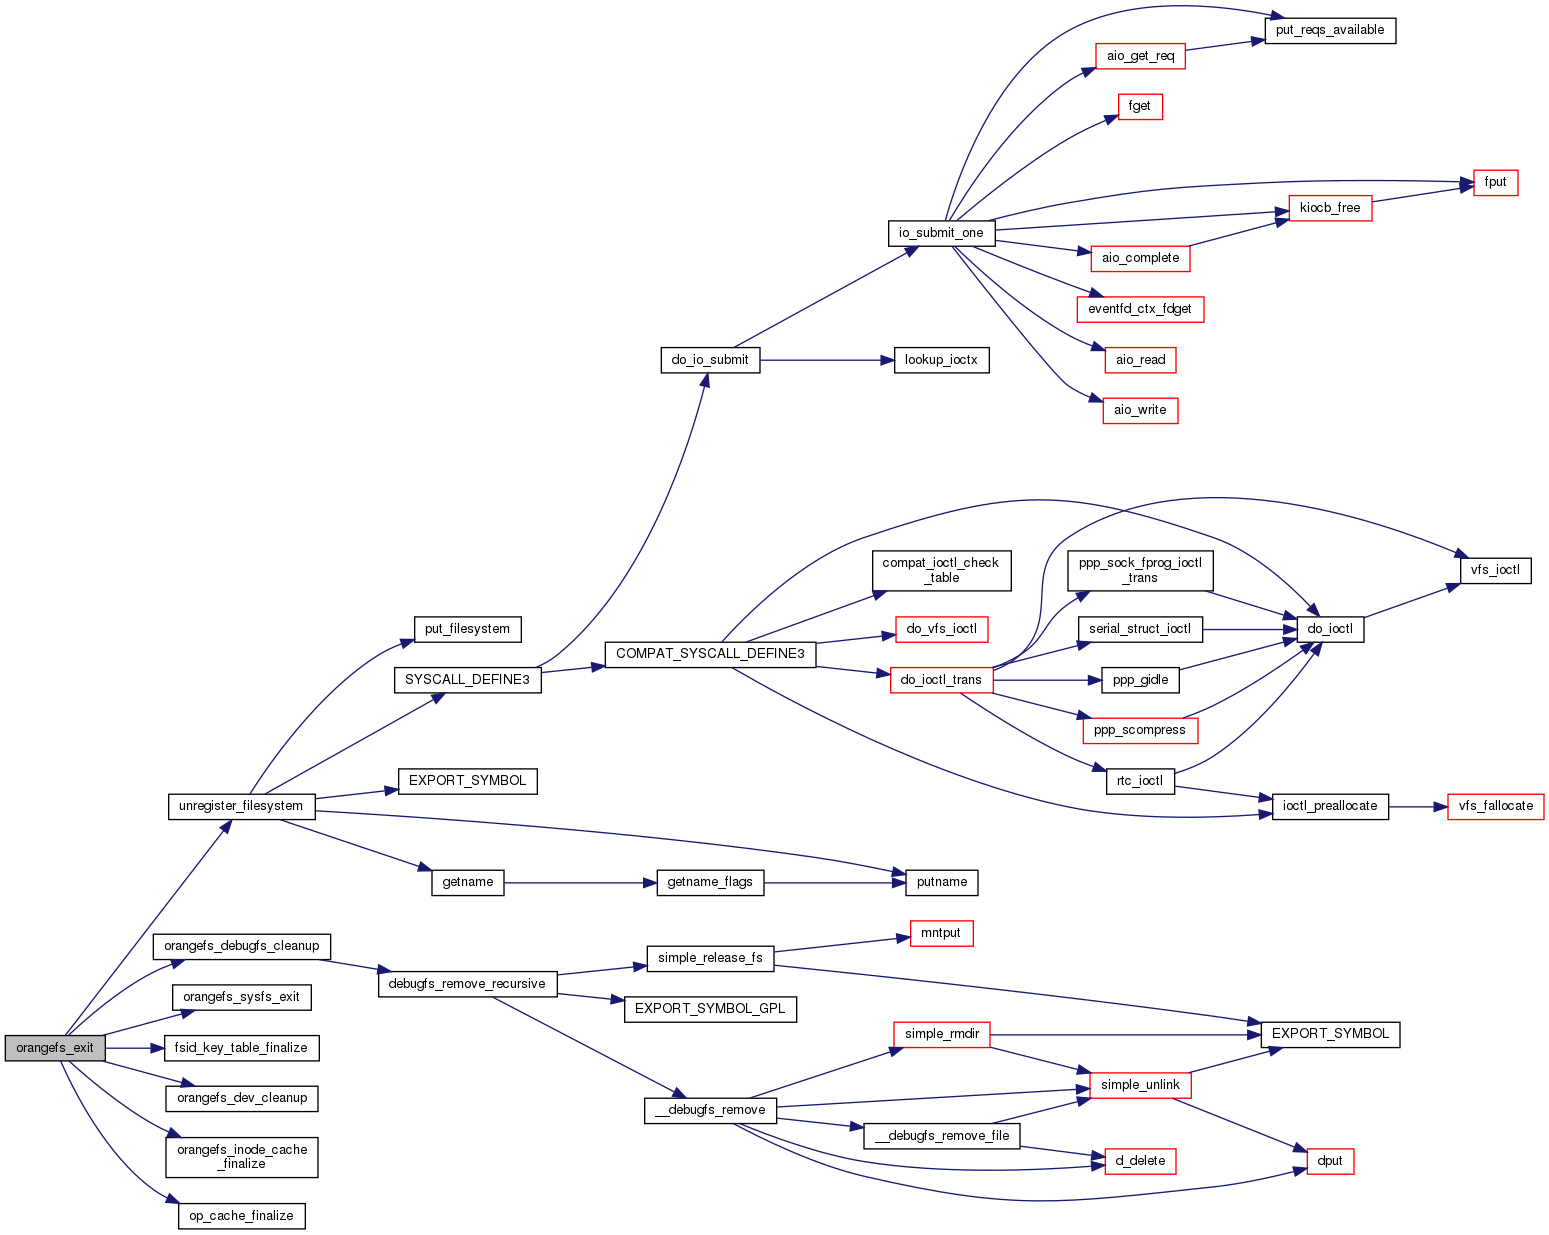 put_reqs_available
aio_get_req
fget
fput
kiocb_free
io_submit_one
aio_complete
eventfd_ctx_fdget
do_io_submit
lookup_ioctx
aio_read
aio_write
compat_ioctl_check
_table
ppp_sock_fprog_ioctl
_trans
vfs_ioctl
put_filesystem
do_vfs_ioctl
serial_struct_ioctl
do_ioctl
COMPAT_SYSCALL_DEFINE3
SYSCALL_DEFINE3
do_ioctl_trans
ppp_gidle
ppp_scompress
EXPORT_SYMBOL
rtc_ioctl
unregister_filesystem
ioctl_preallocate
vfs_fallocate
getname
getname_flags
putname
mntput
orangefs_debugfs_cleanup
simple_release_fs
debugfs_remove_recursive
orangefs_sysfs_exit
EXPORT_SYMBOL_GPL
simple_rmdir
EXPORT_SYMBOL
orangefs_exit
fsid_key_table_finalize
simple_unlink
orangefs_dev_cleanup
__debugfs_remove
__debugfs_remove_file
orangefs_inode_cache
_finalize
d_delete
dput
op_cache_finalize